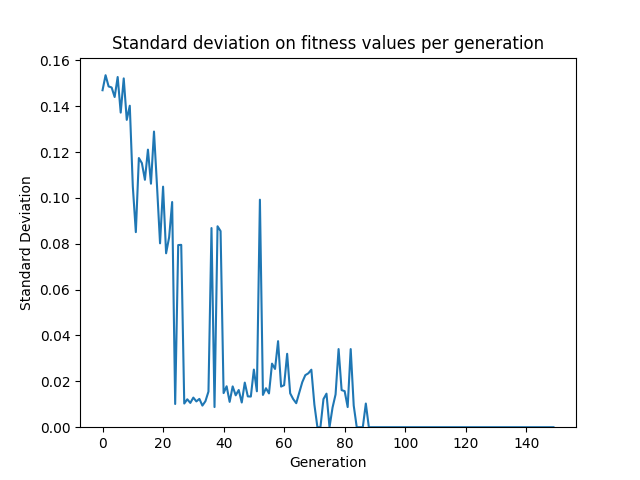 Standard deviation on fitness values per generation
0.16
0.14
0.12
0.10
0.08
0.06
0.04
0.02
0.00
Standard Deviation
0 20 40 60 80 100 120 140
Generation